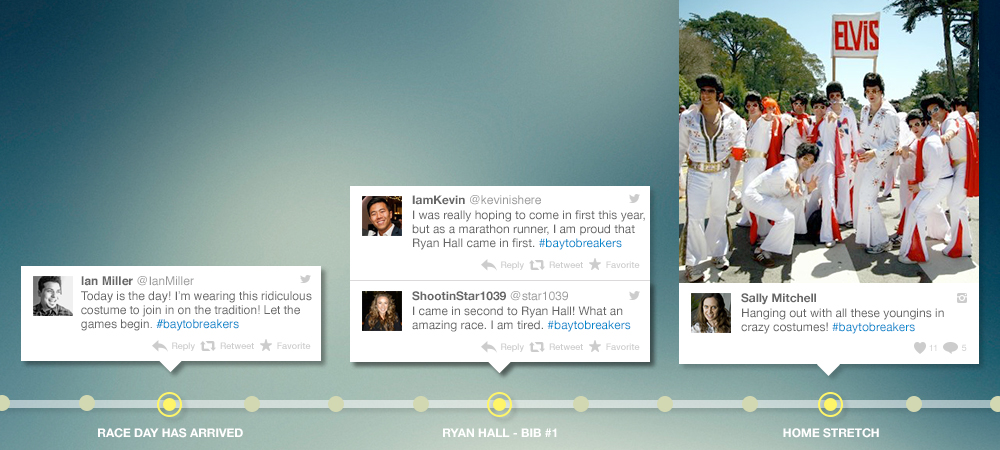 ELVIS
IamKevin @kevinishere
I was really hoping to come in first this year,
but as a marathon runner, I am proud that
Ryan Hall came in first. #baytobreakers
Reply Retweet Favorite
Ian Miller @IanMiller
Today is the day! I'm wearing this ridiculous
costume to join in on the tradition! Let the
games begin. #baytobreakers
Reply Retweet Favorite
ShootinStar1039 @star1039
I came in second to Ryan Hall! What an
amazing race. I am tired. #baytobreakers
Reply Retweet Favorite
Sally Mitchell
Hanging out with all these youngins in
crazy costumes! #baytobreakers
11 5
RACE DAY HAS ARRIVED
RYAN HALL - BIB #1
HOME STRETCH